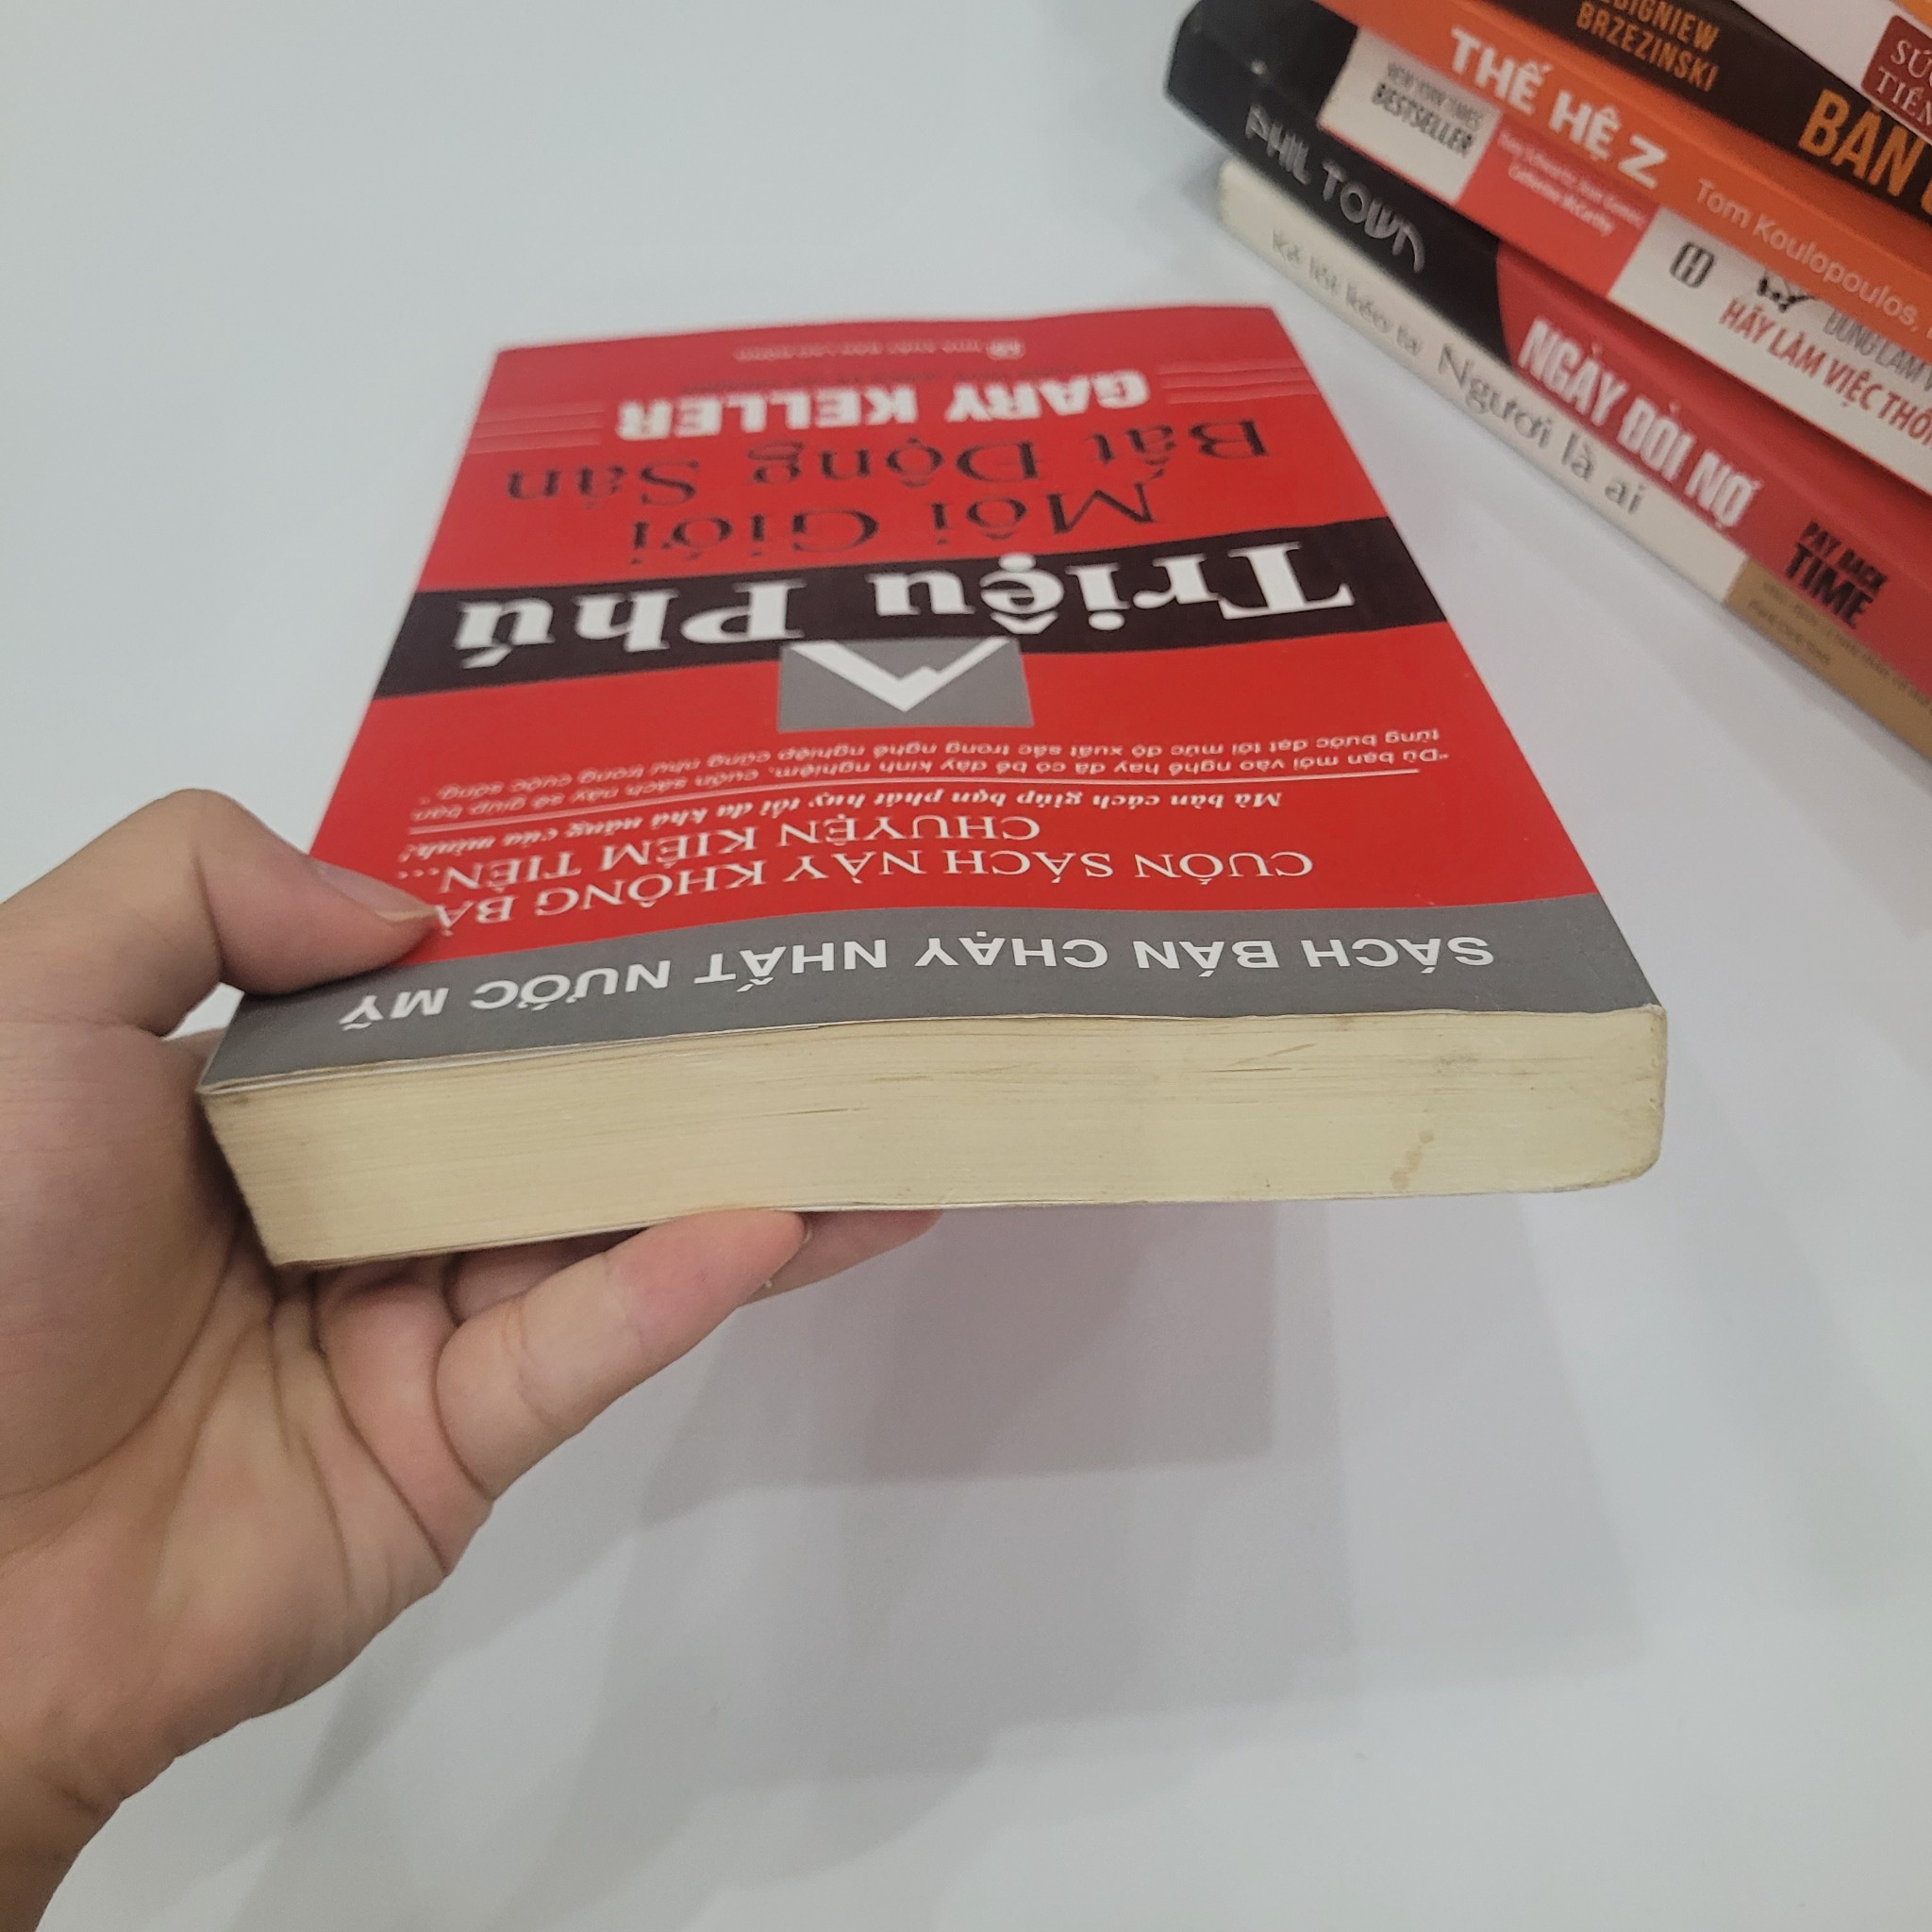 SÁCH BÁN CHẠY NHẤT NƯỚC MỸ
CUỐN SÁCH NÀY KHÔNG BÀ
CHUYỆN KIẾM TIỀN...
Mà bàn cách giúp bạn phát huy tối đa khả năng của mình!
"Dù bạn mới vào nghề hay đã có bề dày kinh nghiệm, cuốn sách này sẽ giúp bạn
từng bước đạt tới mức độ xuất sắc trong nghề nghiệp cũng như trong cuộc sống."
Triệu Phú
Môi Giới
Bất Động Sản
GARY KELLER
ZBIGNIEW
BRZEZINSKI
BÀN
THẾ HỆ Z
Tom Koulopoulos,
NEW YORK TIMES
BESTSELLER
HÃY LÀM VIỆC
PHIL TOWN
NGÀY ĐÒI NỢ
PAY BACK
TIME
Người là ai